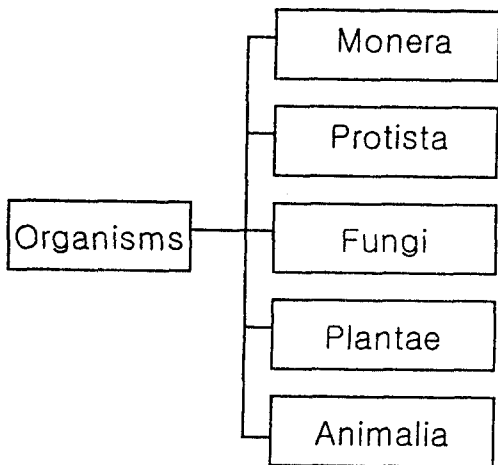 Organisms
Monera
Protista
Fungi
Plantae
Animalia